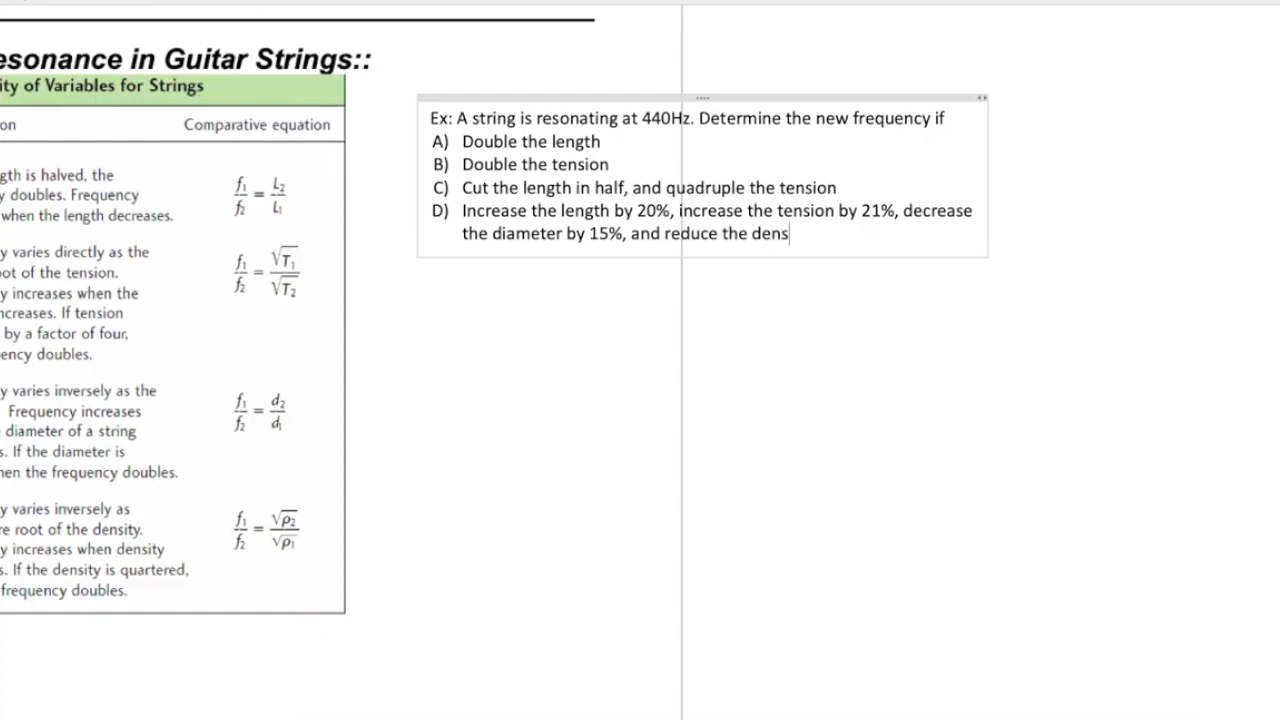 esonance in Guitar Strings::
ity of Variables for Strings
on Comparative equation
gth is halved, the
y doubles. Frequency
when the length decreases.
f₁/f₂ = L₂/L₁
y varies directly as the
ot of the tension.
y increases when the
ncreases. If tension
by a factor of four,
ency doubles.
f₁/f₂ = √T₁/√T₂
y varies inversely as the
Frequency increases
diameter of a string
s. If the diameter is
hen the frequency doubles.
f₁/f₂ = d₂/d₁
y varies inversely as
re root of the density.
y increases when density
s. If the density is quartered,
frequency doubles.
f₁/f₂ = √ρ₂/√ρ₁
Ex: A string is resonating at 440Hz. Determine the new frequency if
A) Double the length
B) Double the tension
C) Cut the length in half, and quadruple the tension
D) Increase the length by 20%, increase the tension by 21%, decrease
the diameter by 15%, and reduce the dens